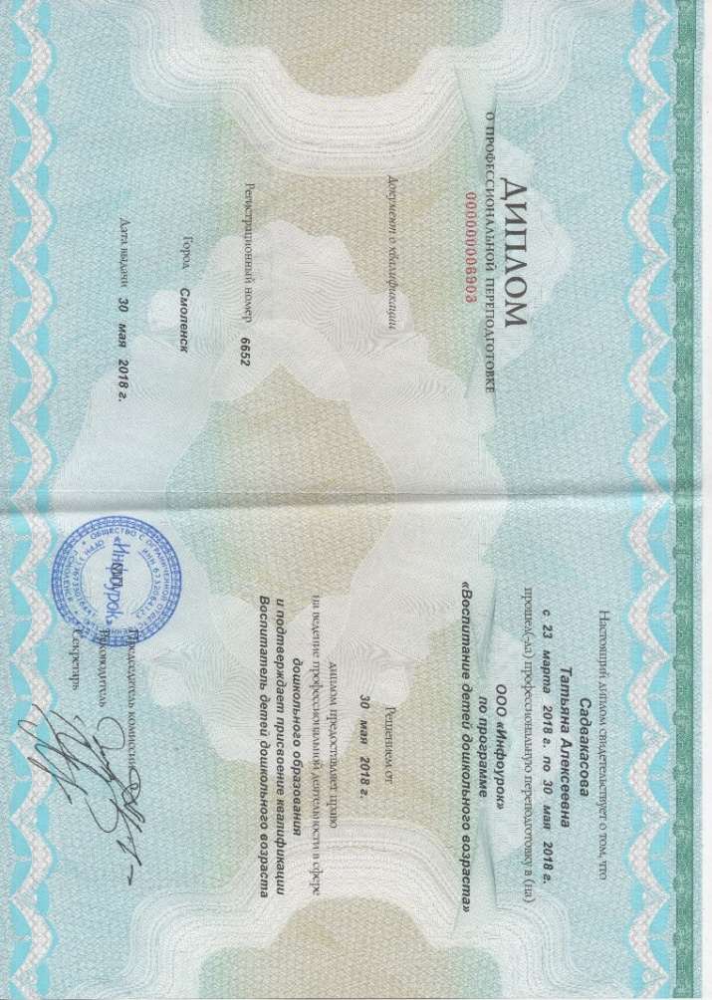 ДИПЛОМ
О ПРОФЕССИОНАЛЬНОЙ ПЕРЕПОДГОТОВКЕ
000000006903
Документ о квалификации
Регистрационный номер 6652
Город Смоленск
Дата выдачи 30 мая 2018 г.
Настоящий диплом свидетельствует о том, что
Садвакасова
Татьяна Алексеевна
с 23 марта 2018 г. по 30 мая 2018 г.
прошел(-ла) профессиональную переподготовку в (на)
ООО «Инфоурок»
по программе
«Воспитание детей дошкольного возраста»
Решением от
30 мая 2018 г.
диплом предоставляет право
на ведение профессиональной деятельности в сфере
дошкольного образования
и подтверждает присвоение квалификации
Воспитатель детей дошкольного возраста
Председатель комиссии
Руководитель
Секретарь
ОБЩЕСТВО С ОГРАНИЧЕННОЙ
«Инфоурок»